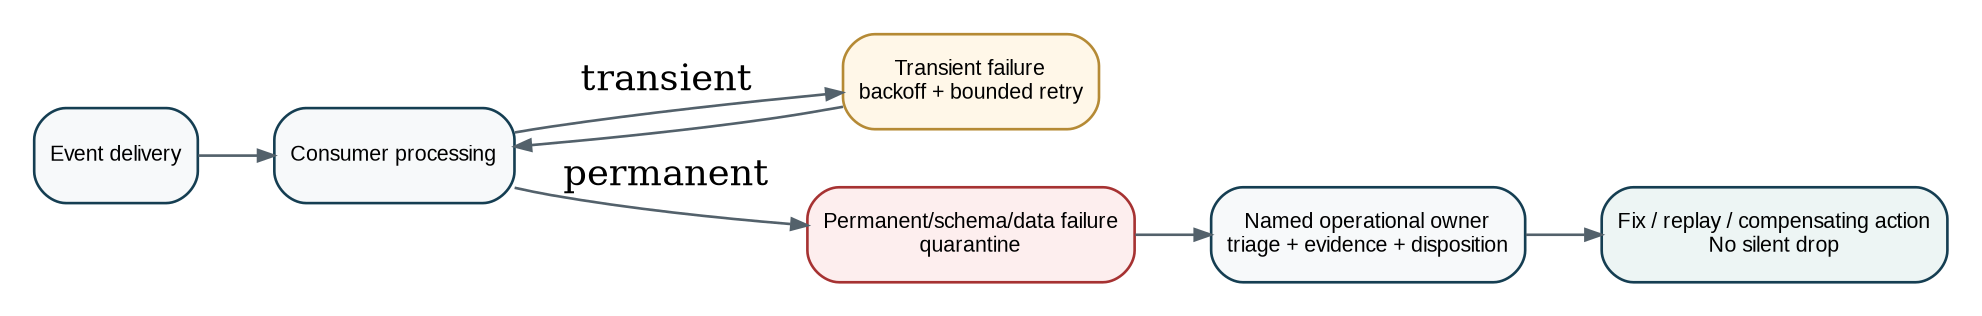 Event delivery
Consumer processing
transient
Transient failure
backoff + bounded retry
permanent
Permanent/schema/data failure
quarantine
Named operational owner
triage + evidence + disposition
Fix / replay / compensating action
No silent drop